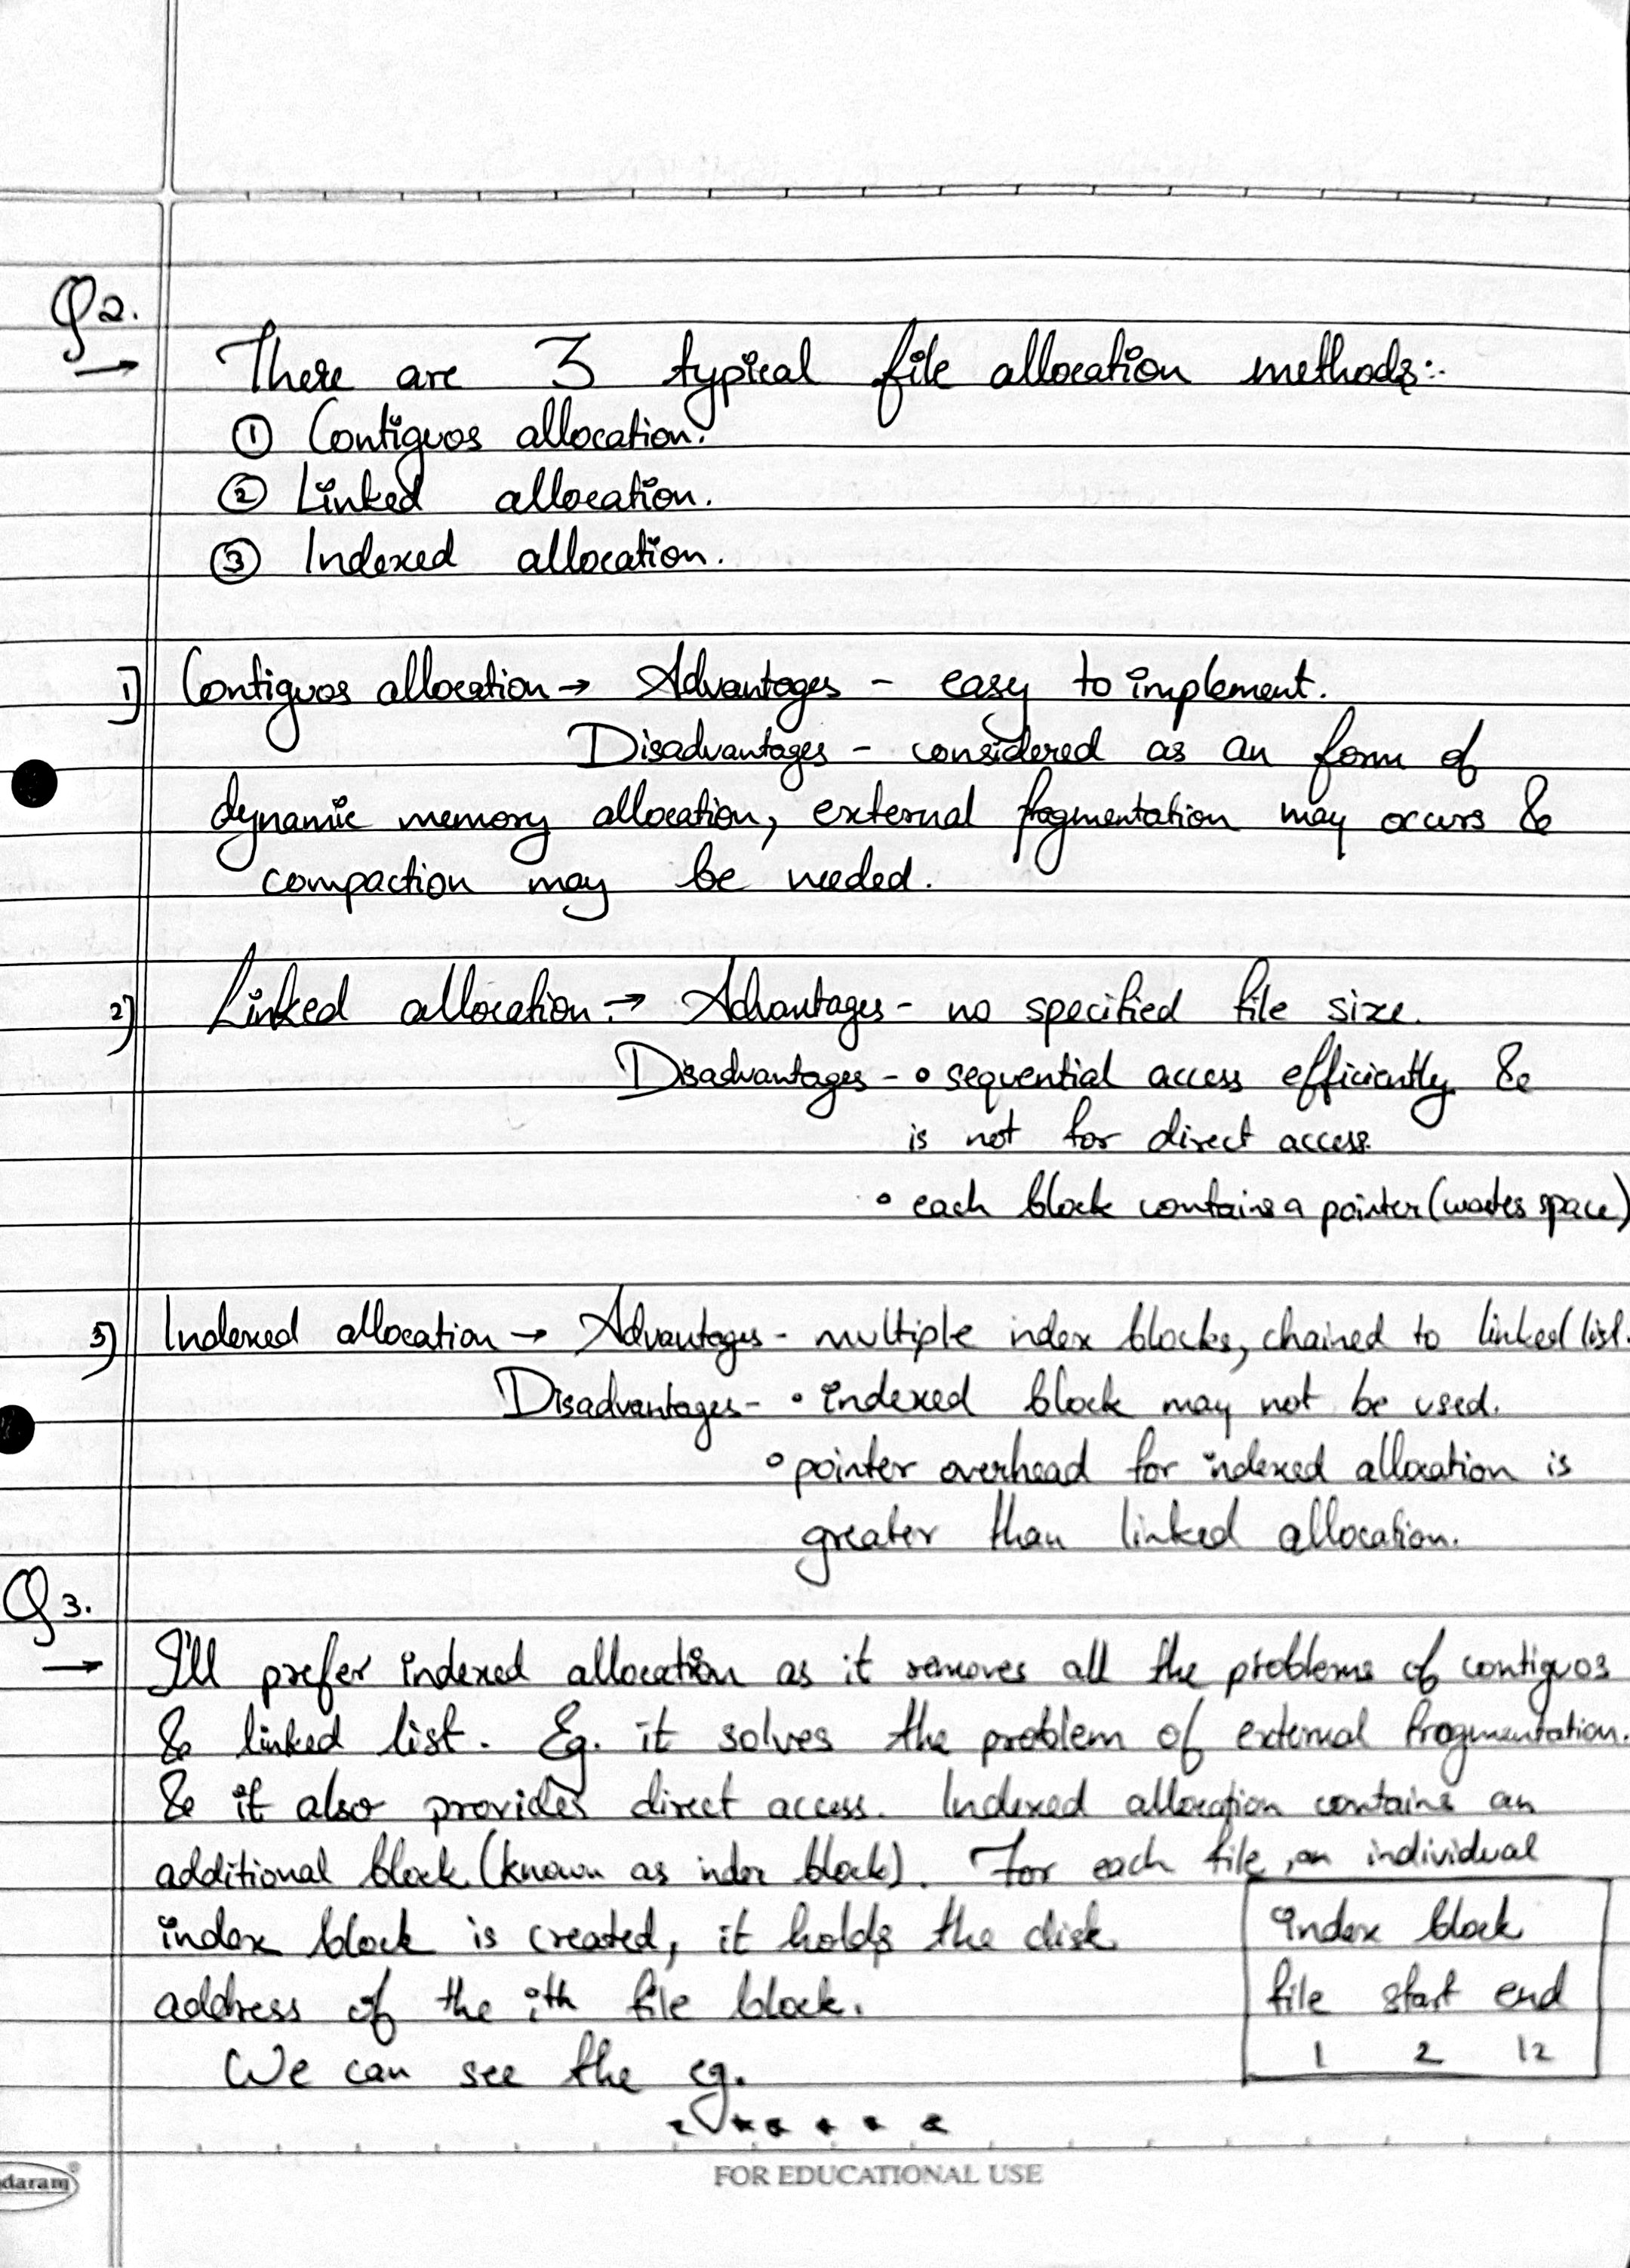 Q2.
→ There are 3 typical file allocation methods:-
① Contiguos allocation.
② Linked allocation.
③ Indexed allocation.
1] Contiguos allocation → Advantages - easy to implement.
Disadvantages - considered as an form of
dynamic memory allocation, external fragmentation may occurs &
compaction may be needed.
2) Linked allocation. → Advantages - no specified file size.
Disadvantages - • sequential access efficiently &
is not for direct access.
• each block contains a pointer (wastes space)
3) Indexed allocation → Advantages - multiple index blocks, chained to linked list.
Disadvantages - • indexed block may not be used.
• pointer overhead for indexed allocation is
greater than linked allocation.
Q3.
→ I'll prefer indexed allocation as it removes all the problems of contiguos
& linked list. Eg. it solves the problem of external fragmentation.
& it also provides direct access. Indexed allocation contains an
additional block (known as index block). For each file, an individual
index block is created, it holds the disk
address of the ith file block.
We can see the eg.
index block
file start end
1 2 12
daram
FOR EDUCATIONAL USE